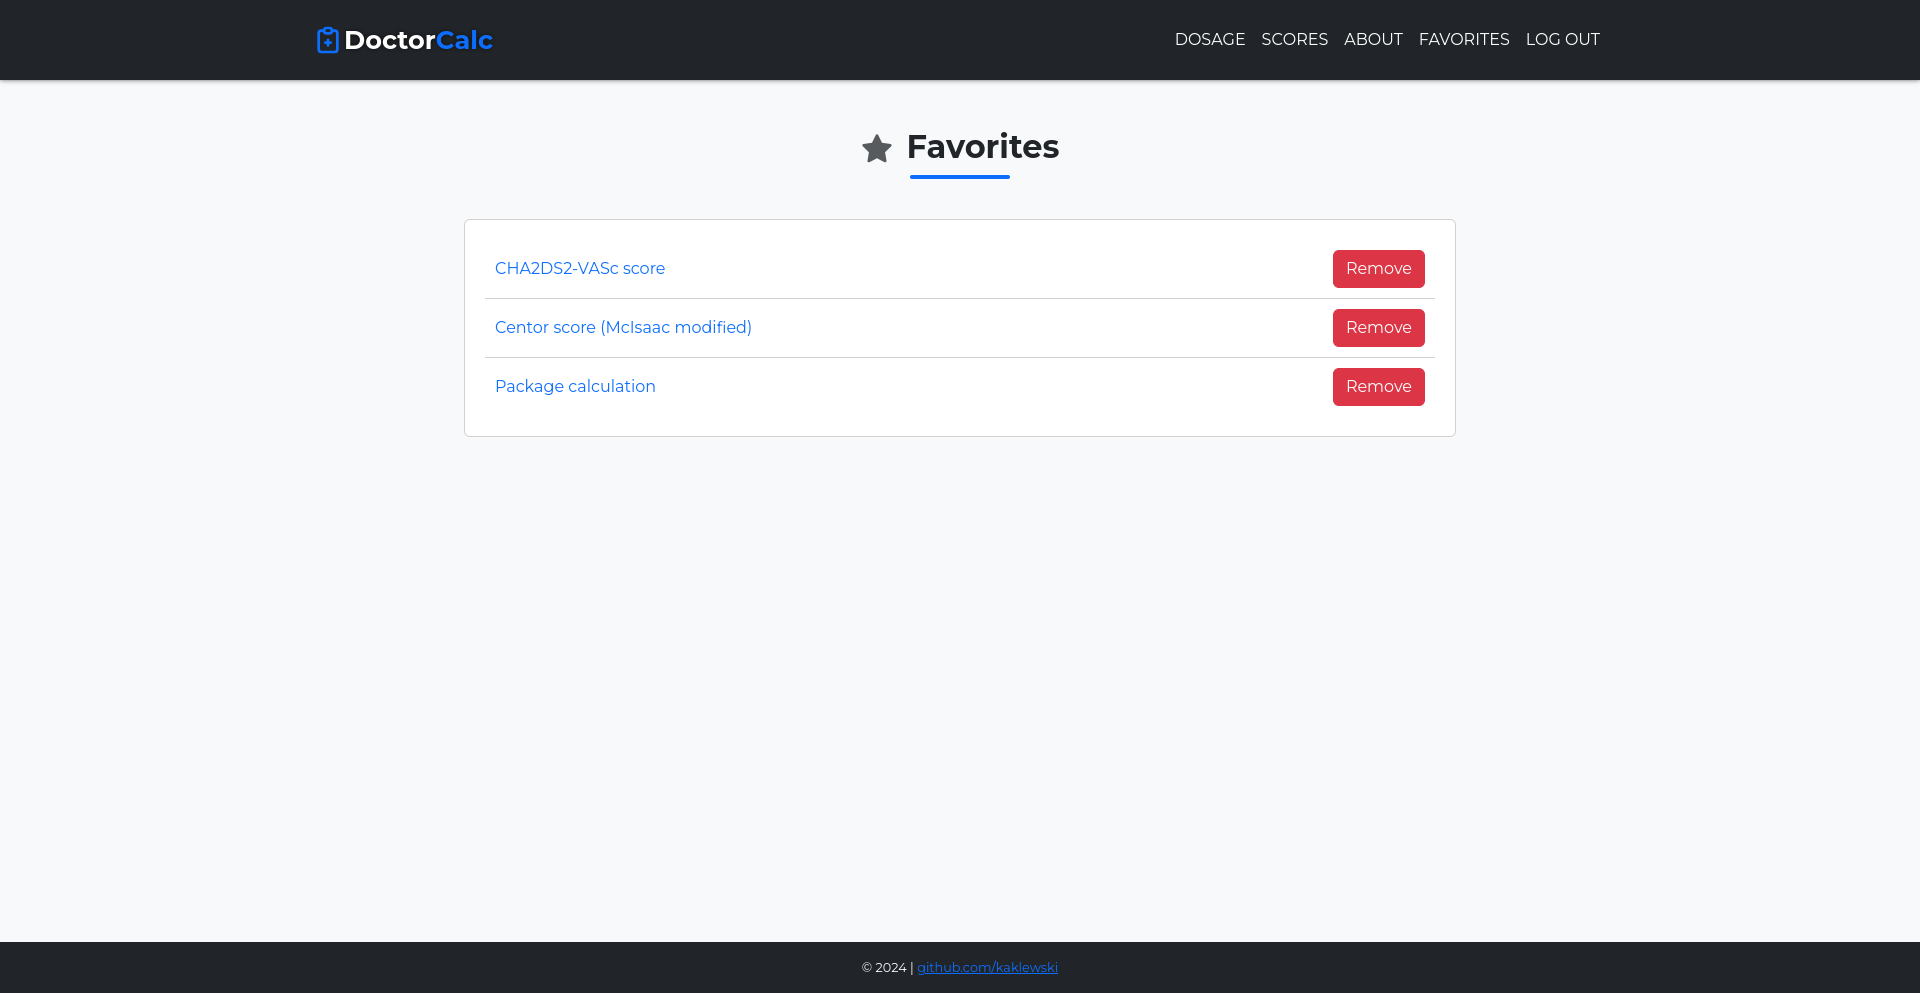 DoctorCalc
DOSAGE SCORES ABOUT FAVORITES LOG OUT
Favorites
CHA2DS2-VASc score Remove
Centor score (McIsaac modified) Remove
Package calculation Remove
© 2024 | github.com/kaklewski